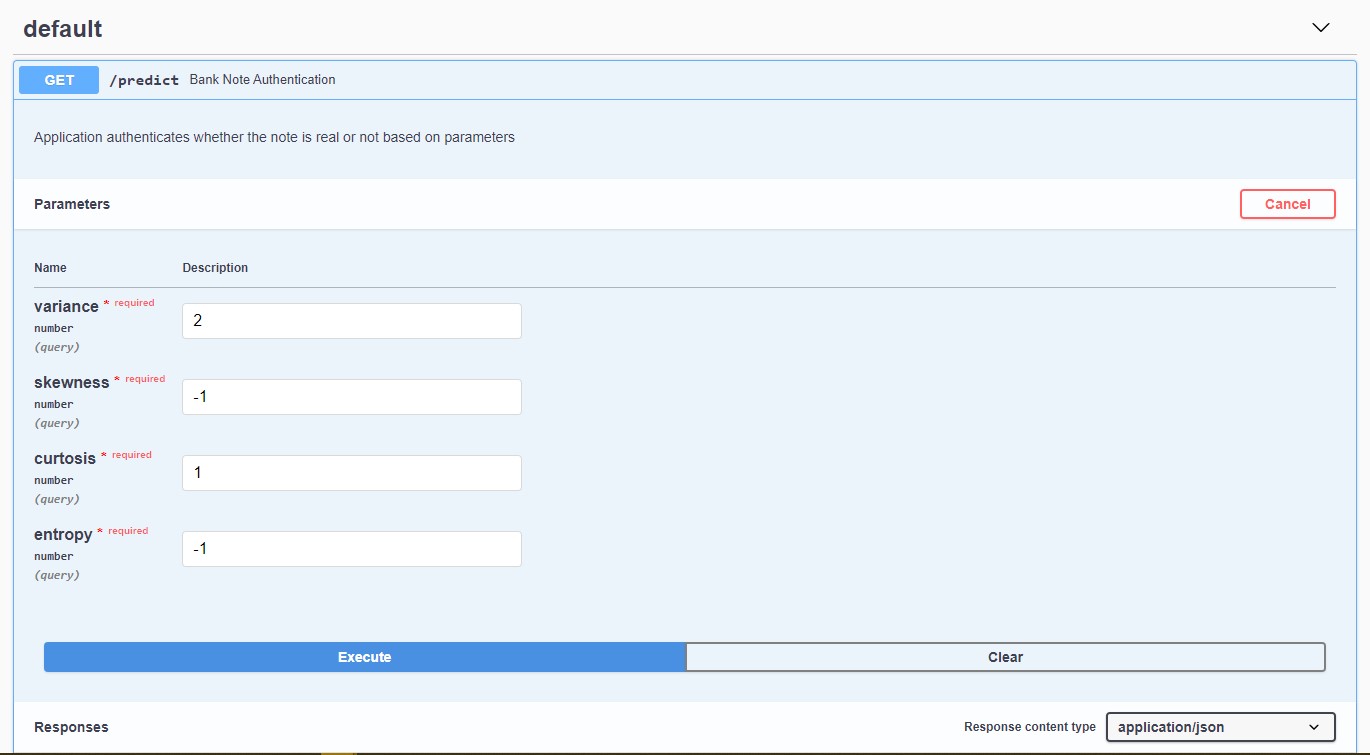 default
GET /predict Bank Note Authentication
Application authenticates whether the note is real or not based on parameters
Parameters Cancel
Name Description
variance * required
number
(query)
2
skewness * required
number
(query)
-1
curtosis * required
number
(query)
1
entropy * required
number
(query)
-1
Execute Clear
Responses Response content type application/json